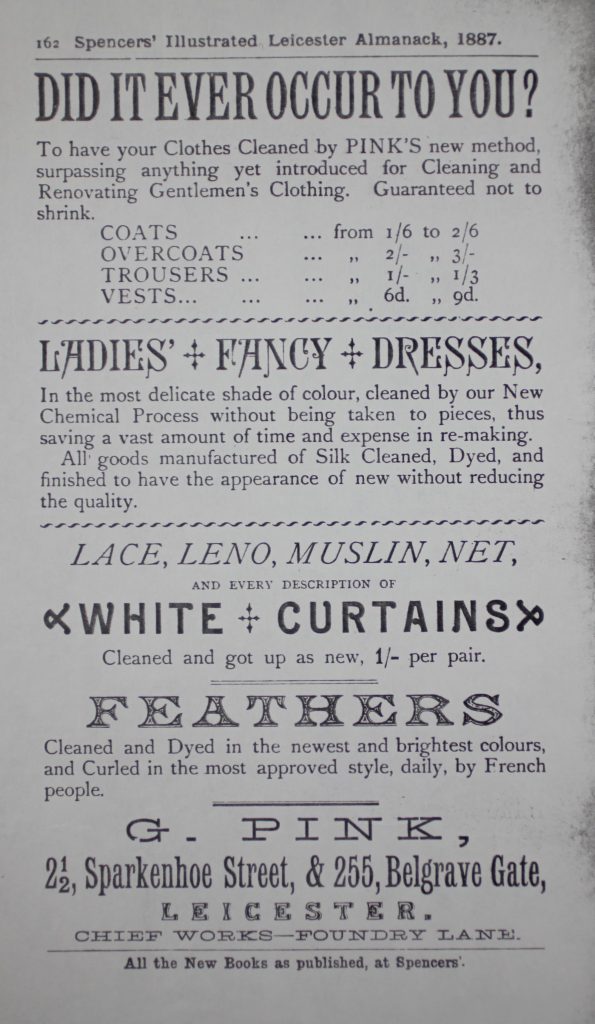 162 Spencers' Illustrated Leicester Almanack, 1887.
DID IT EVER OCCUR TO YOU?
To have your Clothes Cleaned by PINK'S new method,
surpassing anything yet introduced for Cleaning and
Renovating Gentlemen's Clothing. Guaranteed not to
shrink.
COATS ... ... from 1/6 to 2/6
OVERCOATS ... „ 2/- „ 3/-
TROUSERS ... ... „ 1/- „ 1/3
VESTS... ... ... „ 6d. „ 9d.
LADIES' + FANCY + DRESSES,
In the most delicate shade of colour, cleaned by our New
Chemical Process without being taken to pieces, thus
saving a vast amount of time and expense in re-making.
All goods manufactured of Silk Cleaned, Dyed, and
finished to have the appearance of new without reducing
the quality.
LACE, LENO, MUSLIN, NET,
AND EVERY DESCRIPTION OF
WHITE + CURTAINS
Cleaned and got up as new, 1/- per pair.
FEATHERS
Cleaned and Dyed in the newest and brightest colours,
and Curled in the most approved style, daily, by French
people.
G. PINK,
2½, Sparkenhoe Street, & 255, Belgrave Gate,
LEICESTER.
CHIEF WORKS—FOUNDRY LANE.
All the New Books as published, at Spencers'.